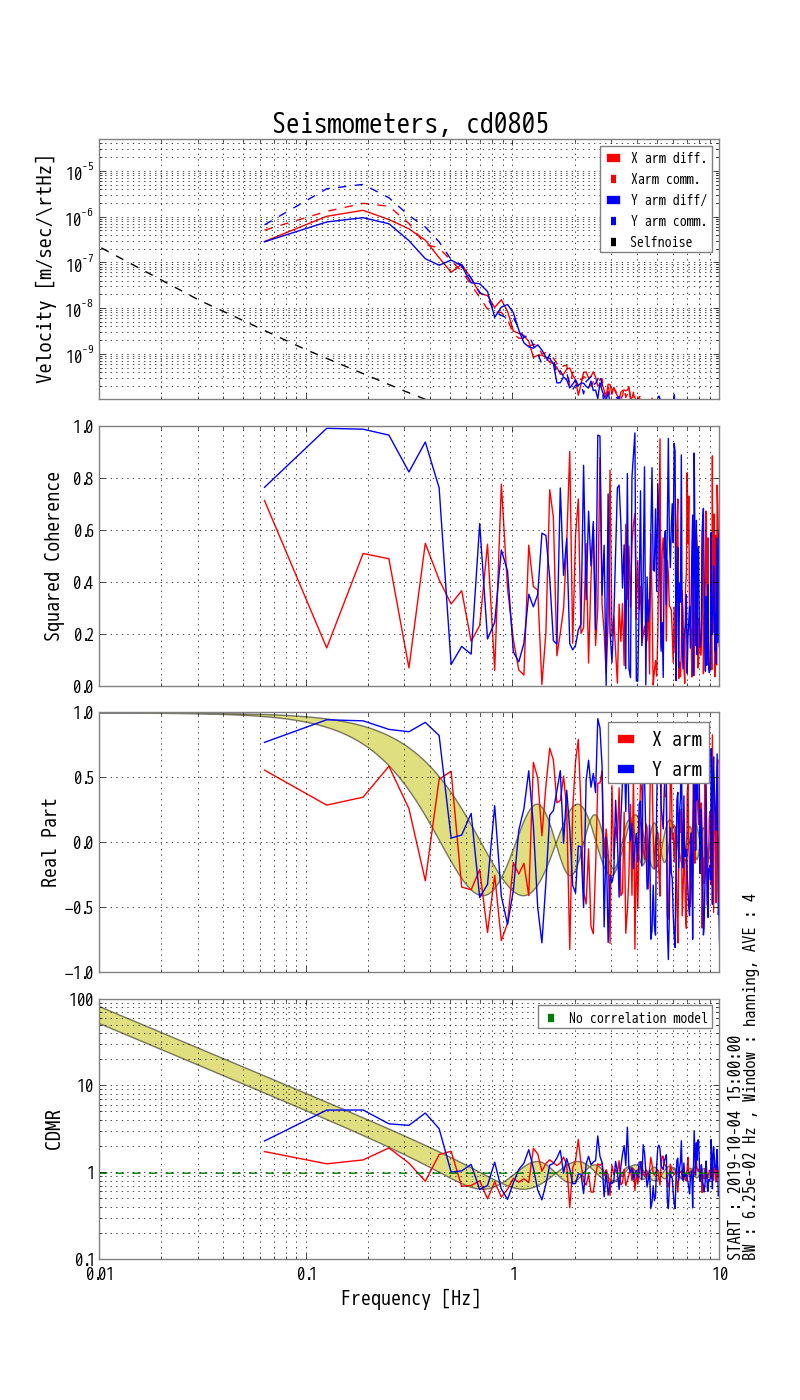 Seismometers, cd0805
Velocity [m/sec/\rtHz]
10^-5
10^-6
10^-7
10^-8
10^-9
X arm diff.
Xarm comm.
Y arm diff/
Y arm comm.
Selfnoise
Squared Coherence
1.0
0.8
0.6
0.4
0.2
0.0
Real Part
1.0
0.5
0.0
−0.5
−1.0
X arm
Y arm
CDMR
100
10
1
0.1
No correlation model
0.01
0.1
1
10
Frequency [Hz]
START : 2019-10-04 15:00:00
BW : 6.25e-02 Hz , Window : hanning, AVE : 4